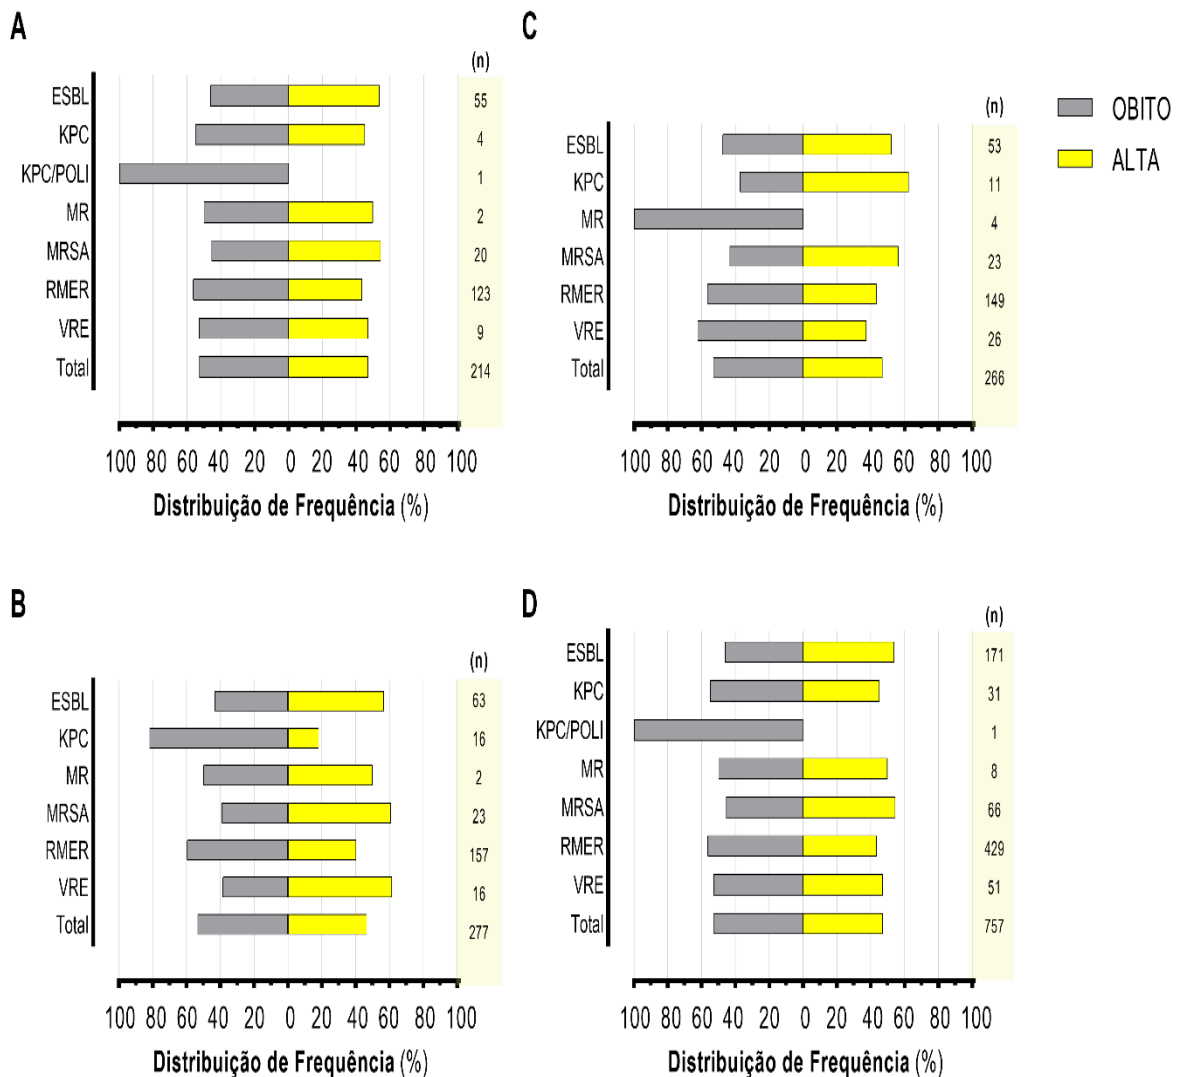 A
(n)
ESBL 55
KPC 4
KPC/POLI 1
MR 2
MRSA 20
RMER 123
VRE 9
Total 214
100 80 60 40 20 0 20 40 60 80 100
Distribuição de Frequência (%)
C
(n)
ESBL 53
KPC 11
MR 4
MRSA 23
RMER 149
VRE 26
Total 266
100 80 60 40 20 0 20 40 60 80 100
Distribuição de Frequência (%)
OBITO
ALTA
B
(n)
ESBL 63
KPC 16
MR 2
MRSA 23
RMER 157
VRE 16
Total 277
100 80 60 40 20 0 20 40 60 80 100
Distribuição de Frequência (%)
D
(n)
ESBL 171
KPC 31
KPC/POLI 1
MR 8
MRSA 66
RMER 429
VRE 51
Total 757
100 80 60 40 20 0 20 40 60 80 100
Distribuição de Frequência (%)